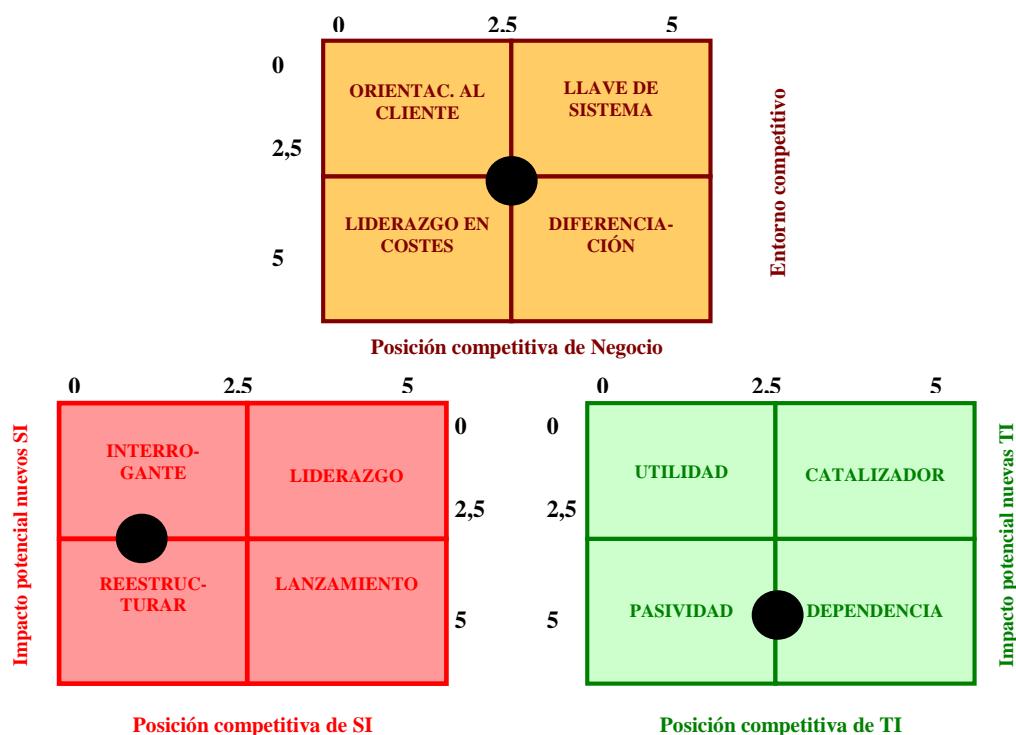 0 2.5 5
0
ORIENTAC. AL
CLIENTE
LLAVE DE
SISTEMA
2,5
LIDERAZGO EN
COSTES
DIFERENCIA-
CIÓN
5
Entorno competitivo
Posición competitiva de Negocio
0 2.5 5
Impacto potencial nuevos SI
INTERRO-
GANTE
LIDERAZGO
0
2,5
REESTRUC-
TURAR
LANZAMIENTO
5
Posición competitiva de SI
0 2.5 5
0
UTILIDAD
CATALIZADOR
2,5
PASIVIDAD
DEPENDENCIA
5
Impacto potencial nuevas TI
Posición competitiva de TI